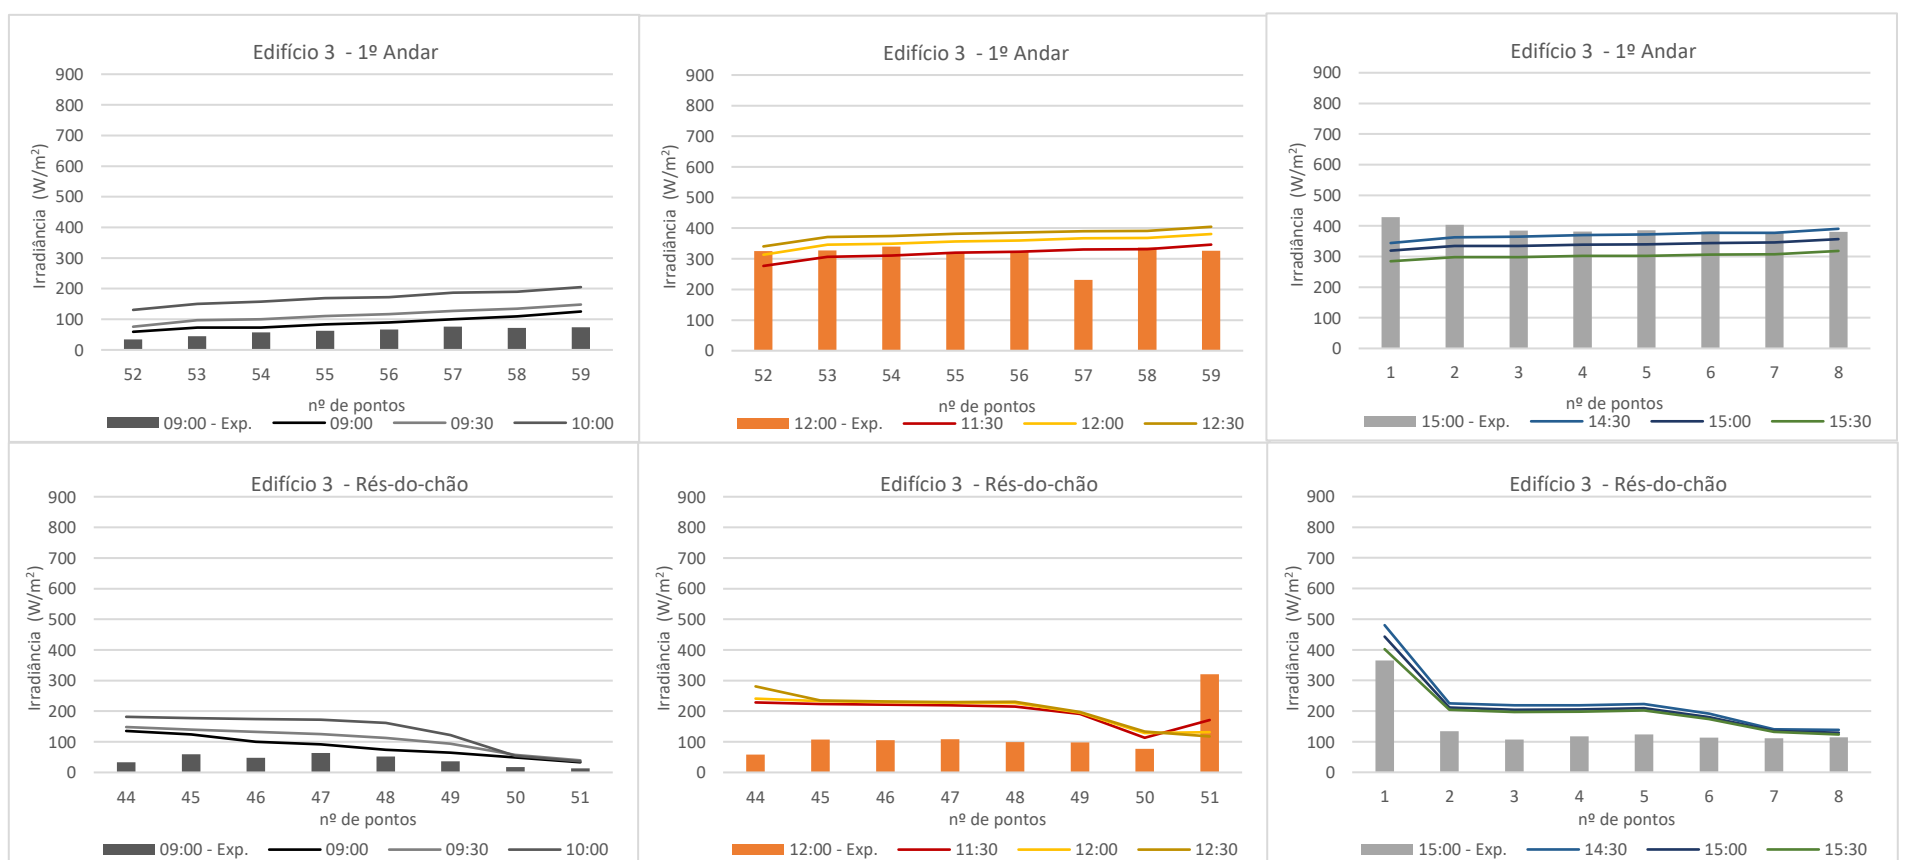 Edifício 3 - 1º Andar
900
800
700
600
500
400
300
200
100
0
Irradiância (W/m²)
52 53 54 55 56 57 58 59
nº de pontos
09:00 - Exp. 09:00 09:30 10:00
Edifício 3 - 1º Andar
900
800
700
600
500
400
300
200
100
0
Irradiância (W/m²)
52 53 54 55 56 57 58 59
nº de pontos
12:00 - Exp. 11:30 12:00 12:30
Edifício 3 - 1º Andar
900
800
700
600
500
400
300
200
100
0
Irradiância (W/m²)
1 2 3 4 5 6 7 8
nº de pontos
15:00 - Exp. 14:30 15:00 15:30
Edifício 3 - Rés-do-chão
900
800
700
600
500
400
300
200
100
0
Irradiância (W/m²)
44 45 46 47 48 49 50 51
nº de pontos
09:00 - Exp. 09:00 09:30 10:00
Edifício 3 - Rés-do-chão
900
800
700
600
500
400
300
200
100
0
Irradiância (W/m²)
44 45 46 47 48 49 50 51
nº de pontos
12:00 - Exp. 11:30 12:00 12:30
Edifício 3 - Rés-do-chão
900
800
700
600
500
400
300
200
100
0
Irradiância (W/m²)
1 2 3 4 5 6 7 8
nº de pontos
15:00 - Exp. 14:30 15:00 15:30